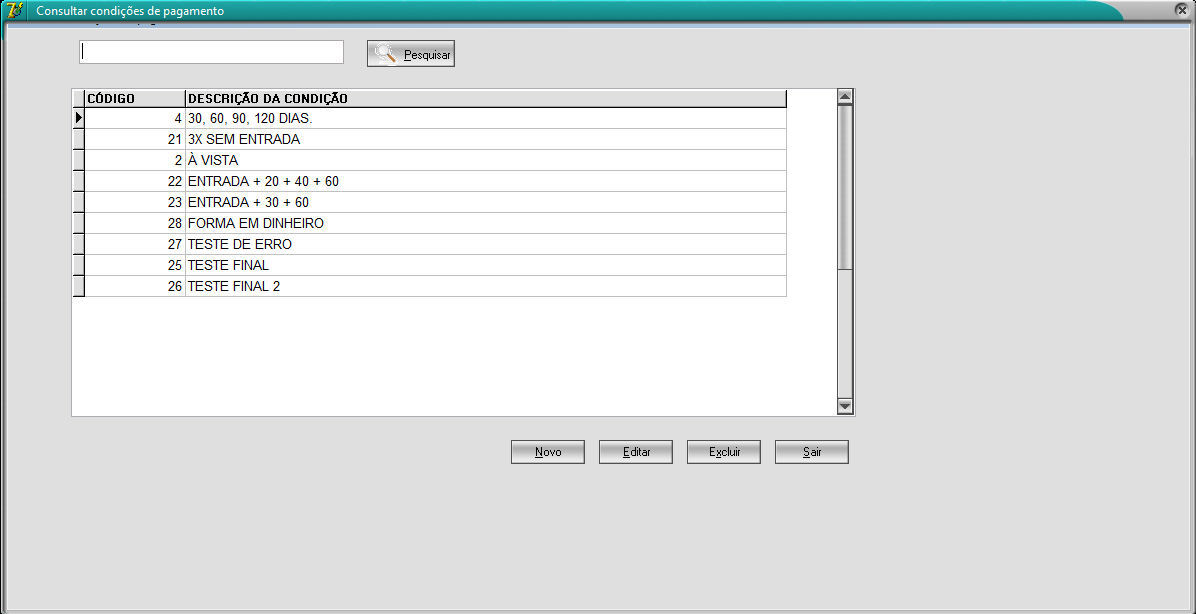 Consultar condições de pagamento
Pesquisar
CÓDIGO DESCRIÇÃO DA CONDIÇÃO
4 30, 60, 90, 120 DIAS.
21 3X SEM ENTRADA
2 À VISTA
22 ENTRADA + 20 + 40 + 60
23 ENTRADA + 30 + 60
28 FORMA EM DINHEIRO
27 TESTE DE ERRO
25 TESTE FINAL
26 TESTE FINAL 2
Novo Editar Excluir Sair